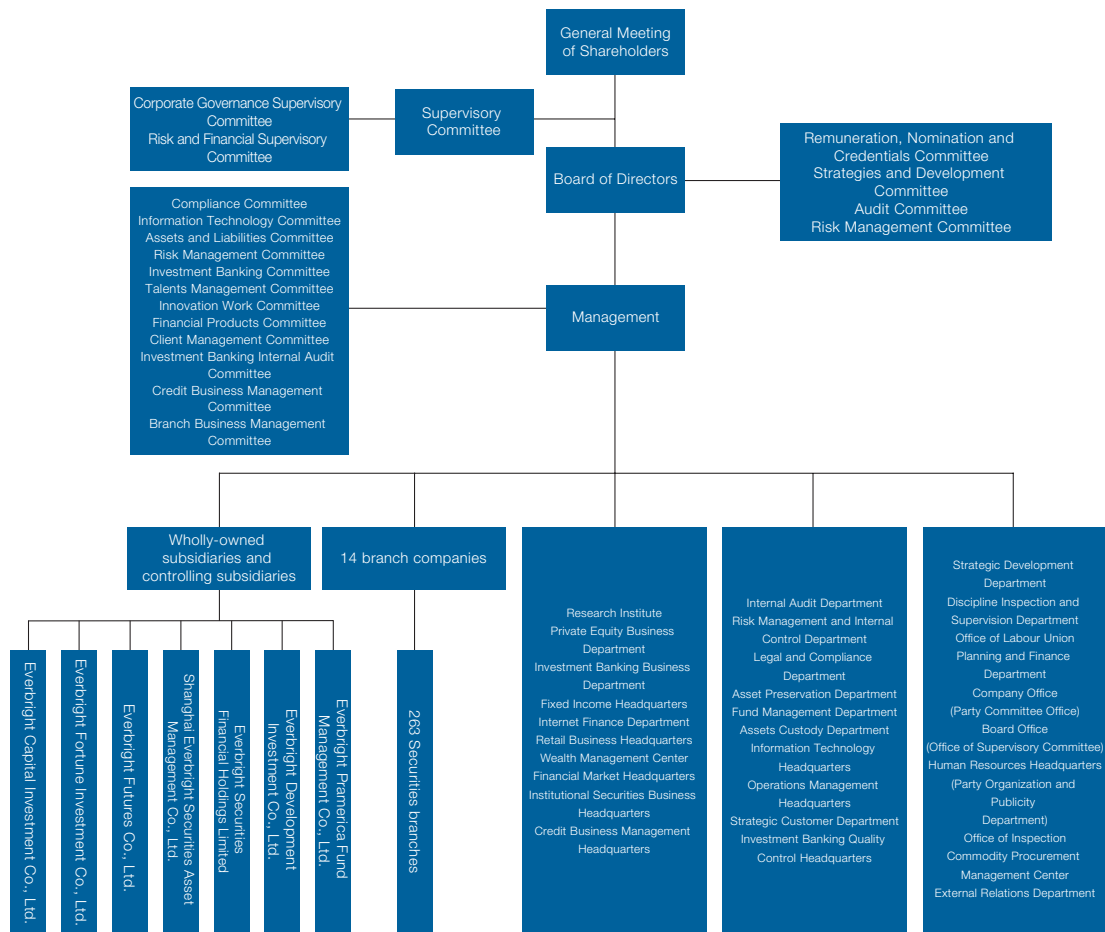 General Meeting
of Shareholders
Corporate Governance Supervisory
Committee
Risk and Financial Supervisory
Committee
Supervisory
Committee
Remuneration, Nomination and
Credentials Committee
Strategies and Development
Committee
Audit Committee
Risk Management Committee
Board of Directors
Compliance Committee
Information Technology Committee
Assets and Liabilities Committee
Risk Management Committee
Investment Banking Committee
Talents Management Committee
Innovation Work Committee
Financial Products Committee
Client Management Committee
Investment Banking Internal Audit
Committee
Credit Business Management
Committee
Branch Business Management
Committee
Management
Wholly-owned
subsidiaries and
controlling subsidiaries
14 branch companies
Everbright Capital Investment Co., Ltd.
Everbright Fortune Investment Co., Ltd.
Everbright Futures Co., Ltd.
Shanghai Everbright Securities Asset
Management Co., Ltd.
Everbright Securities
Financial Holdings Limited
Everbright Development
Investment Co., Ltd.
Everbright Pramerica Fund
Management Co., Ltd.
263 Securities branches
Research Institute
Private Equity Business
Department
Investment Banking Business
Department
Fixed Income Headquarters
Internet Finance Department
Retail Business Headquarters
Wealth Management Center
Financial Market Headquarters
Institutional Securities Business
Headquarters
Credit Business Management
Headquarters
Internal Audit Department
Risk Management and Internal
Control Department
Legal and Compliance
Department
Asset Preservation Department
Fund Management Department
Assets Custody Department
Information Technology
Headquarters
Operations Management
Headquarters
Strategic Customer Department
Investment Banking Quality
Control Headquarters
Strategic Development
Department
Discipline Inspection and
Supervision Department
Office of Labour Union
Planning and Finance
Department
Company Office
(Party Committee Office)
Board Office
(Office of Supervisory Committee)
Human Resources Headquarters
(Party Organization and
Publicity
Department)
Office of Inspection
Commodity Procurement
Management Center
External Relations Department